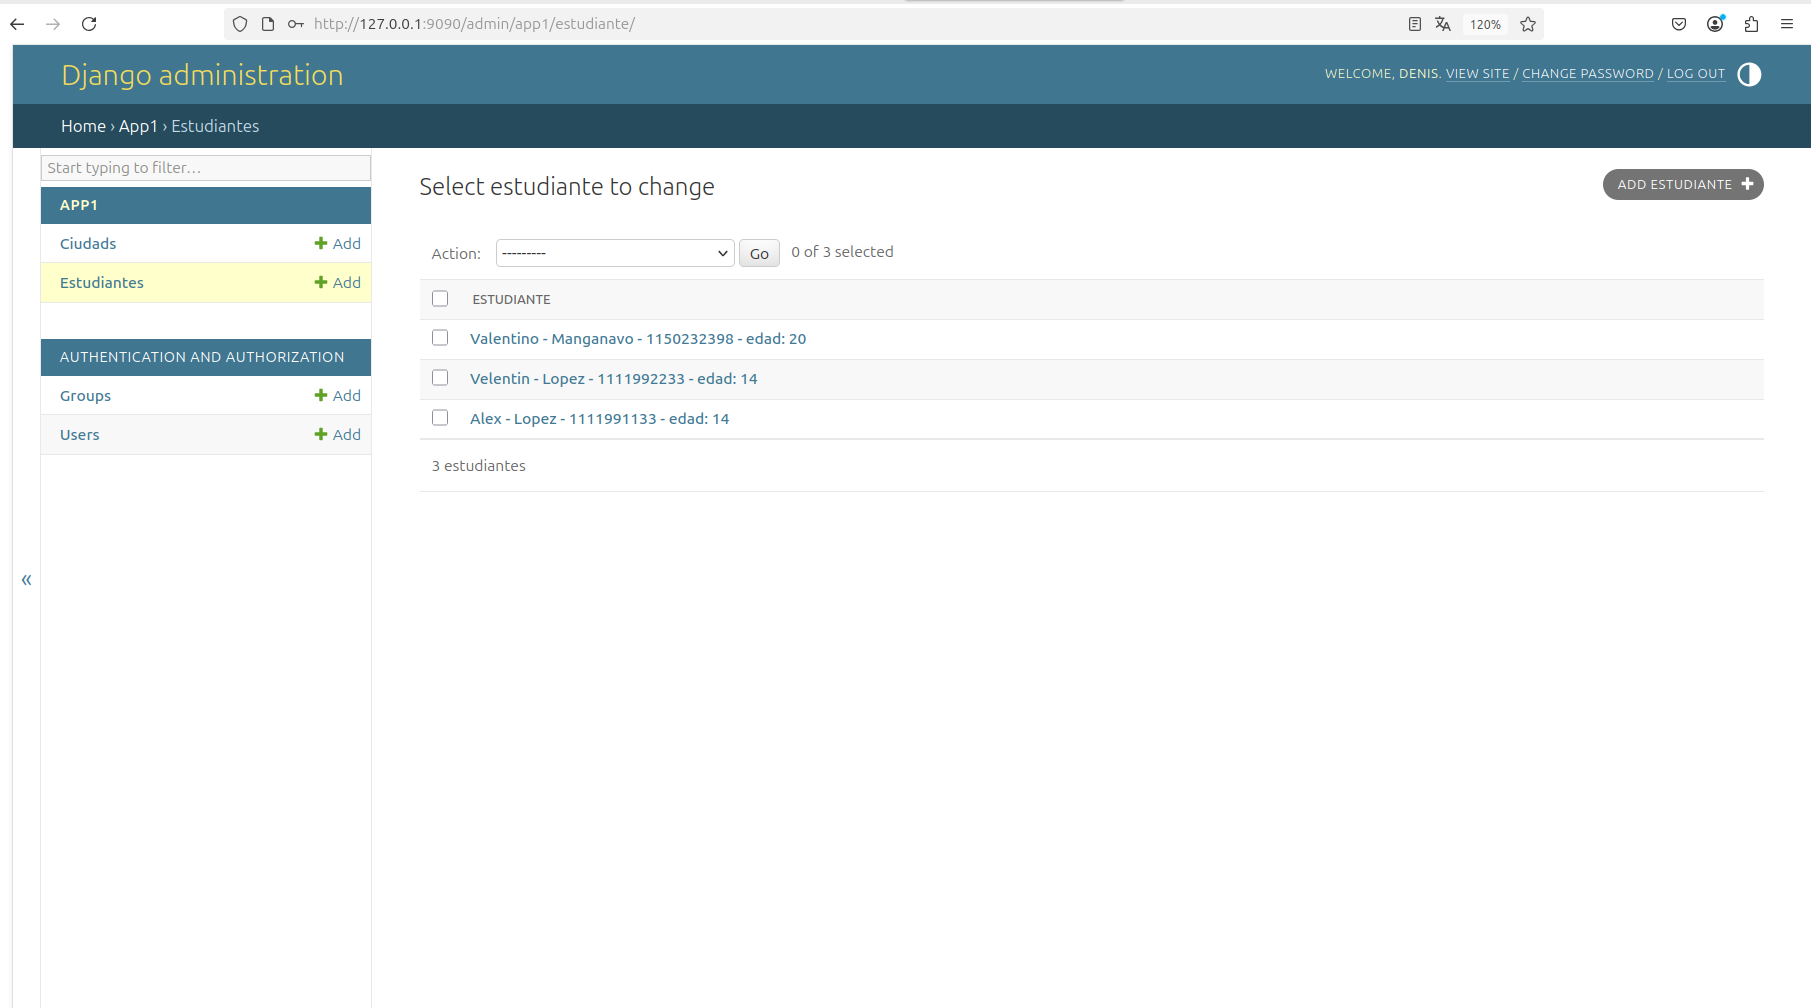 http://127.0.0.1:9090/admin/app1/estudiante/
120%
Django administration
WELCOME, DENIS. VIEW SITE / CHANGE PASSWORD / LOG OUT
Home › App1 › Estudiantes
Start typing to filter...
APP1
Ciudads + Add
Estudiantes + Add
AUTHENTICATION AND AUTHORIZATION
Groups + Add
Users + Add
«
Select estudiante to change
ADD ESTUDIANTE +
Action: --------- Go 0 of 3 selected
ESTUDIANTE
Valentino - Manganavo - 1150232398 - edad: 20
Velentin - Lopez - 1111992233 - edad: 14
Alex - Lopez - 1111991133 - edad: 14
3 estudiantes